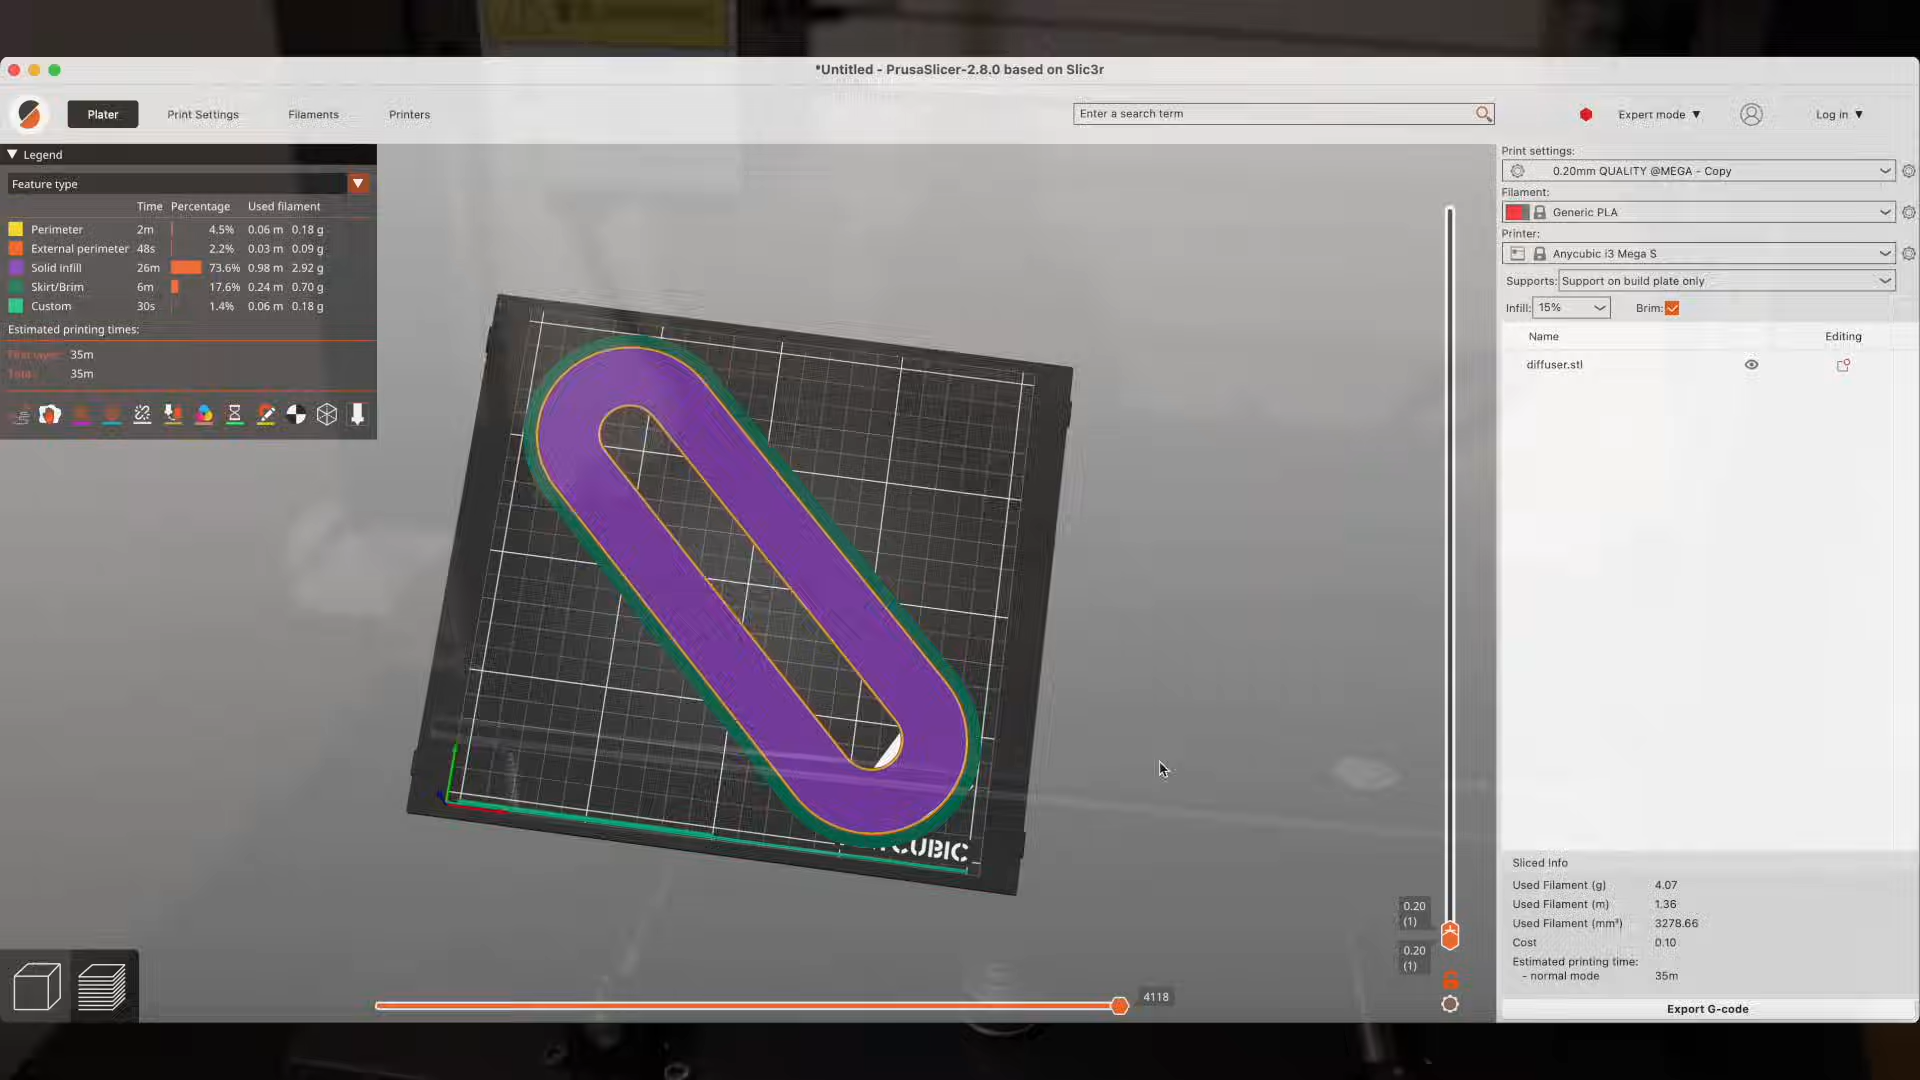 *Untitled - PrusaSlicer-2.8.0 based on Slic3r
Plater
Print Settings
Filaments
Printers
Enter a search term
Expert mode
Log in
Legend
Feature type
Time Percentage Used filament
Perimeter 2m 4.5% 0.06 m 0.18 g
External perimeter 48s 2.2% 0.03 m 0.09 g
Solid infill 26m 73.6% 0.98 m 2.92 g
Skirt/Brim 6m 17.6% 0.24 m 0.70 g
Custom 30s 1.4% 0.06 m 0.18 g
Estimated printing times:
First layer: 35m
Total: 35m
Print settings:
0.20mm QUALITY @MEGA - Copy
Filament:
Generic PLA
Printer:
Anycubic i3 Mega S
Supports: Support on build plate only
Infill: 15% Brim:
Name Editing
diffuser.stl
CUBIC
0.20
(1)
0.20
(1)
4118
Sliced Info
Used Filament (g) 4.07
Used Filament (m) 1.36
Used Filament (mm³) 3278.66
Cost 0.10
Estimated printing time:
- normal mode 35m
Export G-code